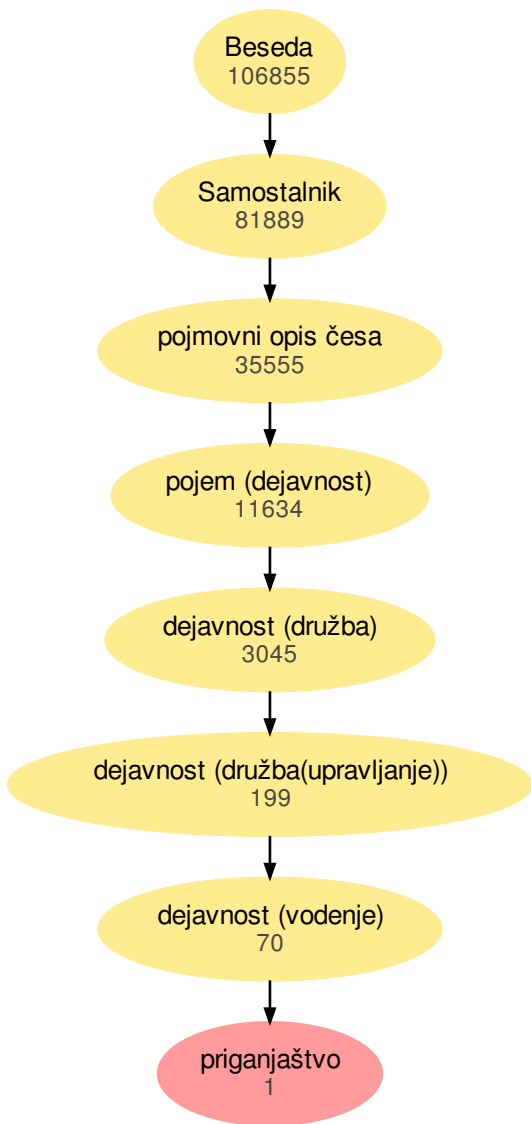 Beseda
106855
Samostalnik
81889
pojmovni opis česa
35555
pojem (dejavnost)
11634
dejavnost (družba)
3045
dejavnost (družba(upravljanje))
199
dejavnost (vodenje)
70
priganjaštvo
1